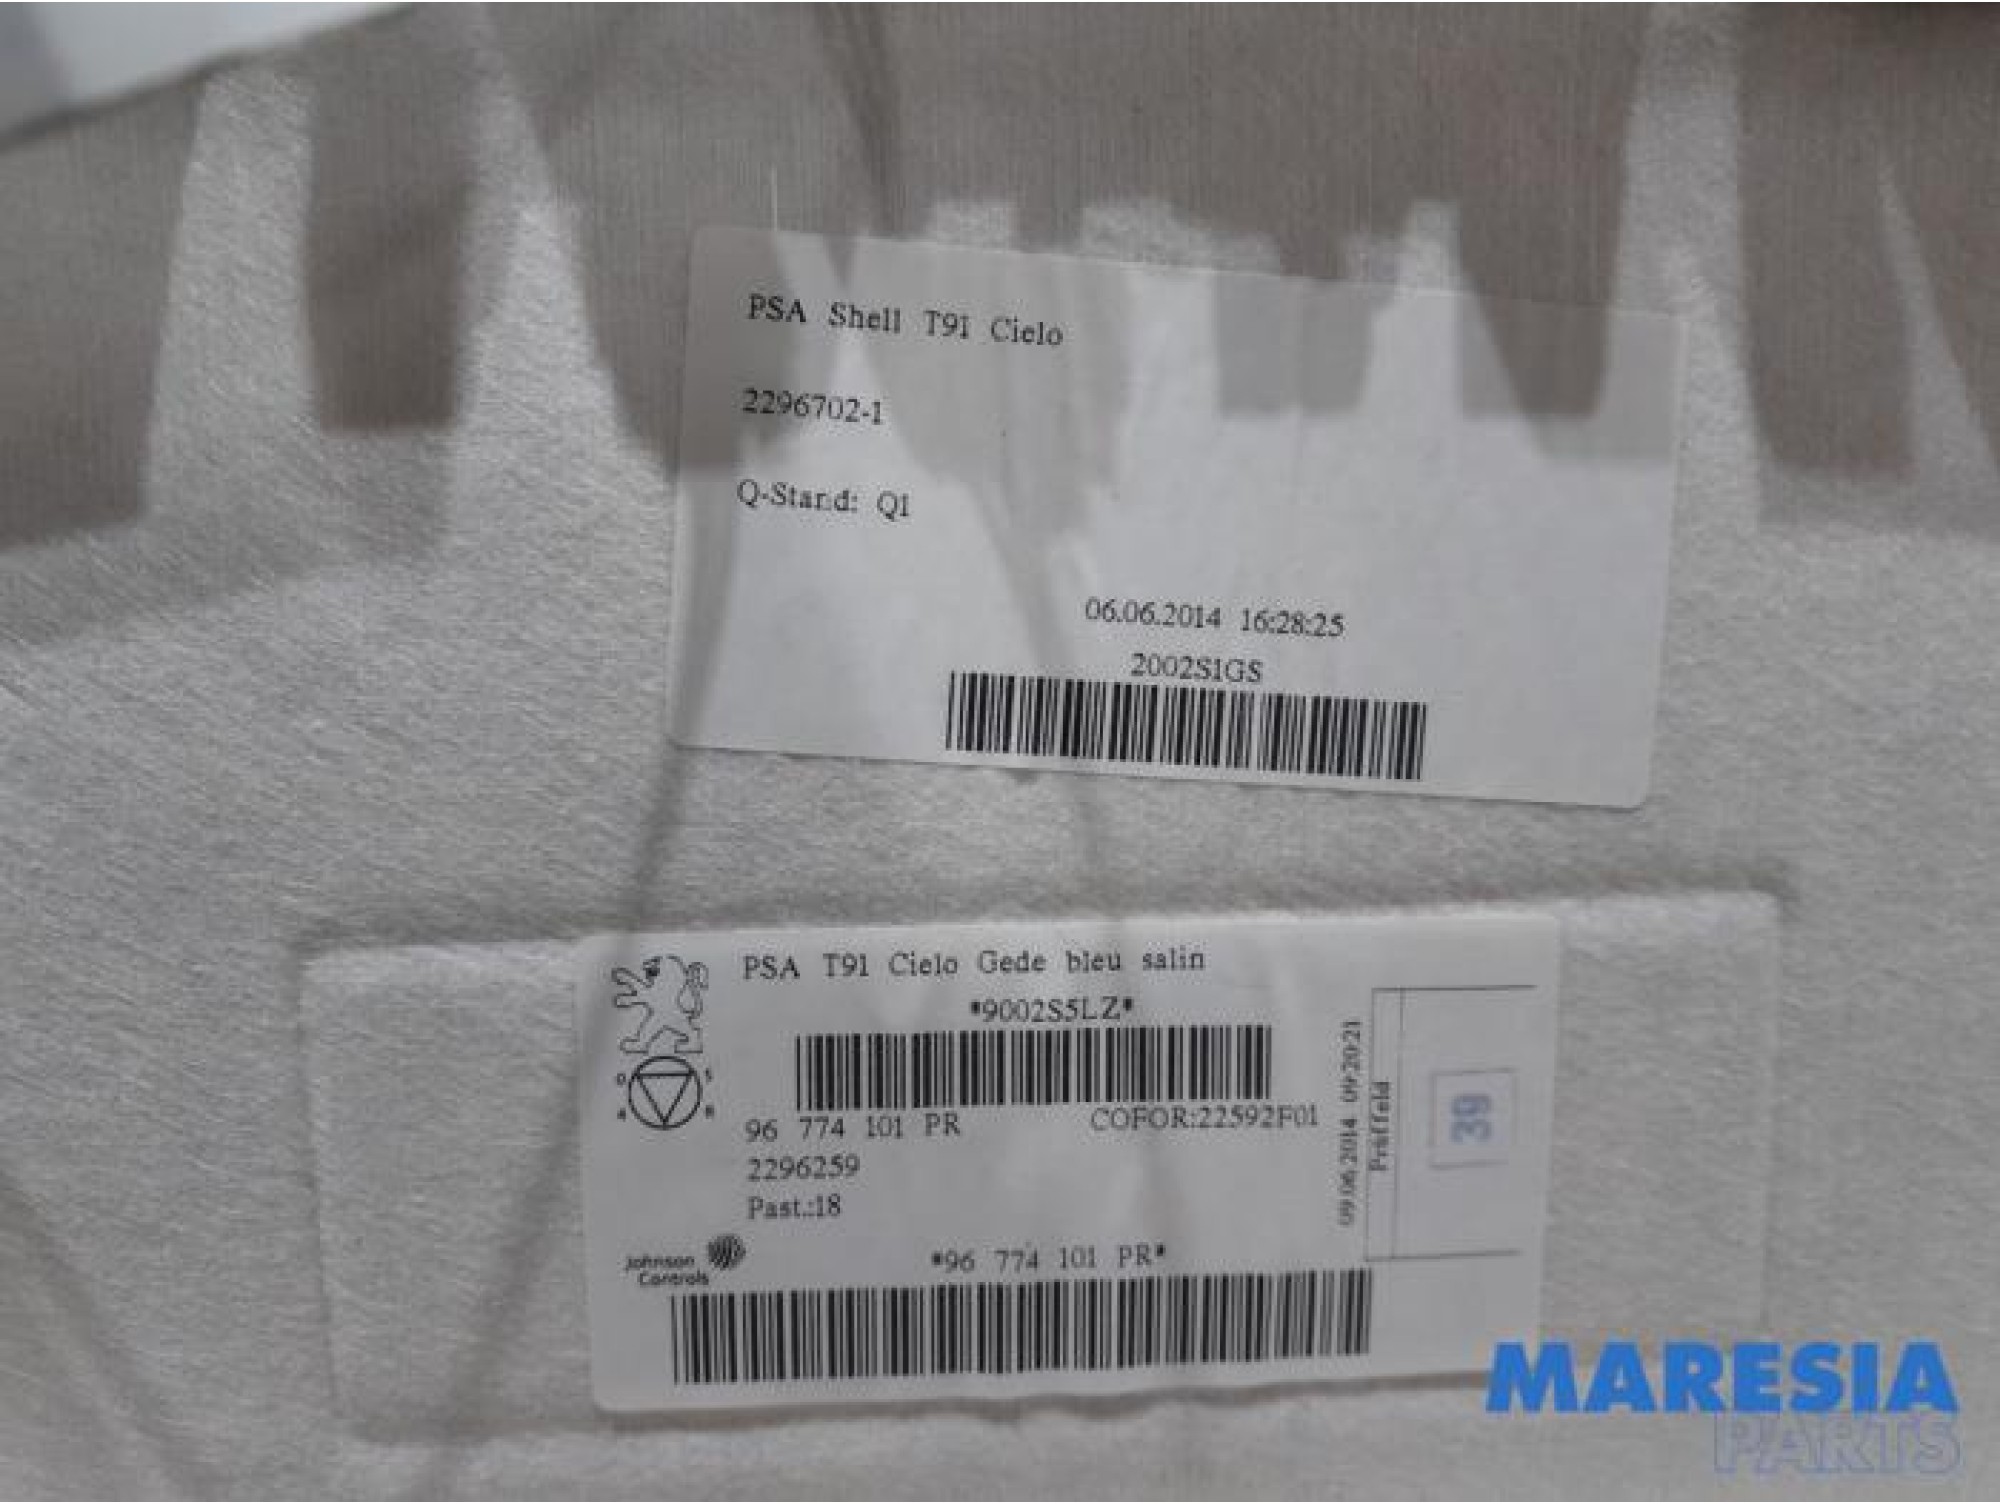 PSA Shell T91 Cielo
2296702-1
Q-Stand: Q1
06.06.2014 16:28:25
2002S1GS
PSA T91 Cielo Gede bleu salin
*9002S5LZ*
96 774 101 PR COFOR:22592F01
2296259
Past.:18
09.06.2014 09:20:21
Prüffeld
39
Johnson
Controls
*96 774 101 PR*
MARESIA
PARTS